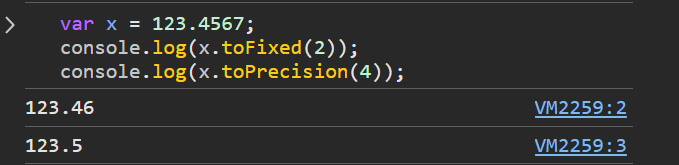 var x = 123.4567;
console.log(x.toFixed(2));
console.log(x.toPrecision(4));
123.46 VM2259:2
123.5 VM2259:3